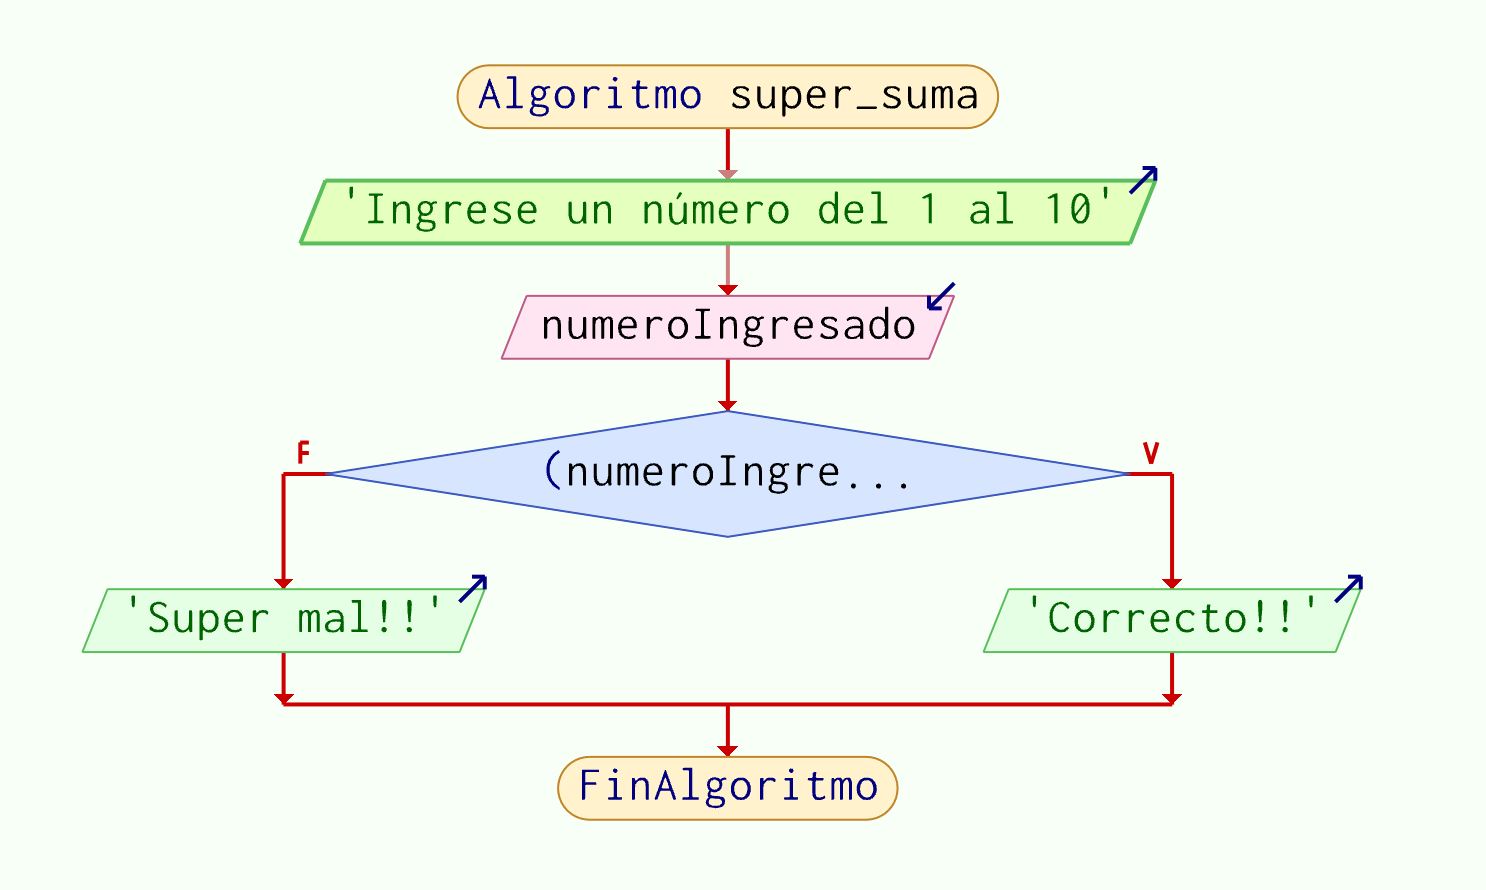 Algoritmo super_suma
'Ingrese un número del 1 al 10'
numeroIngresado
F
V
(numeroIngre...
'Super mal!!'
'Correcto!!'
FinAlgoritmo